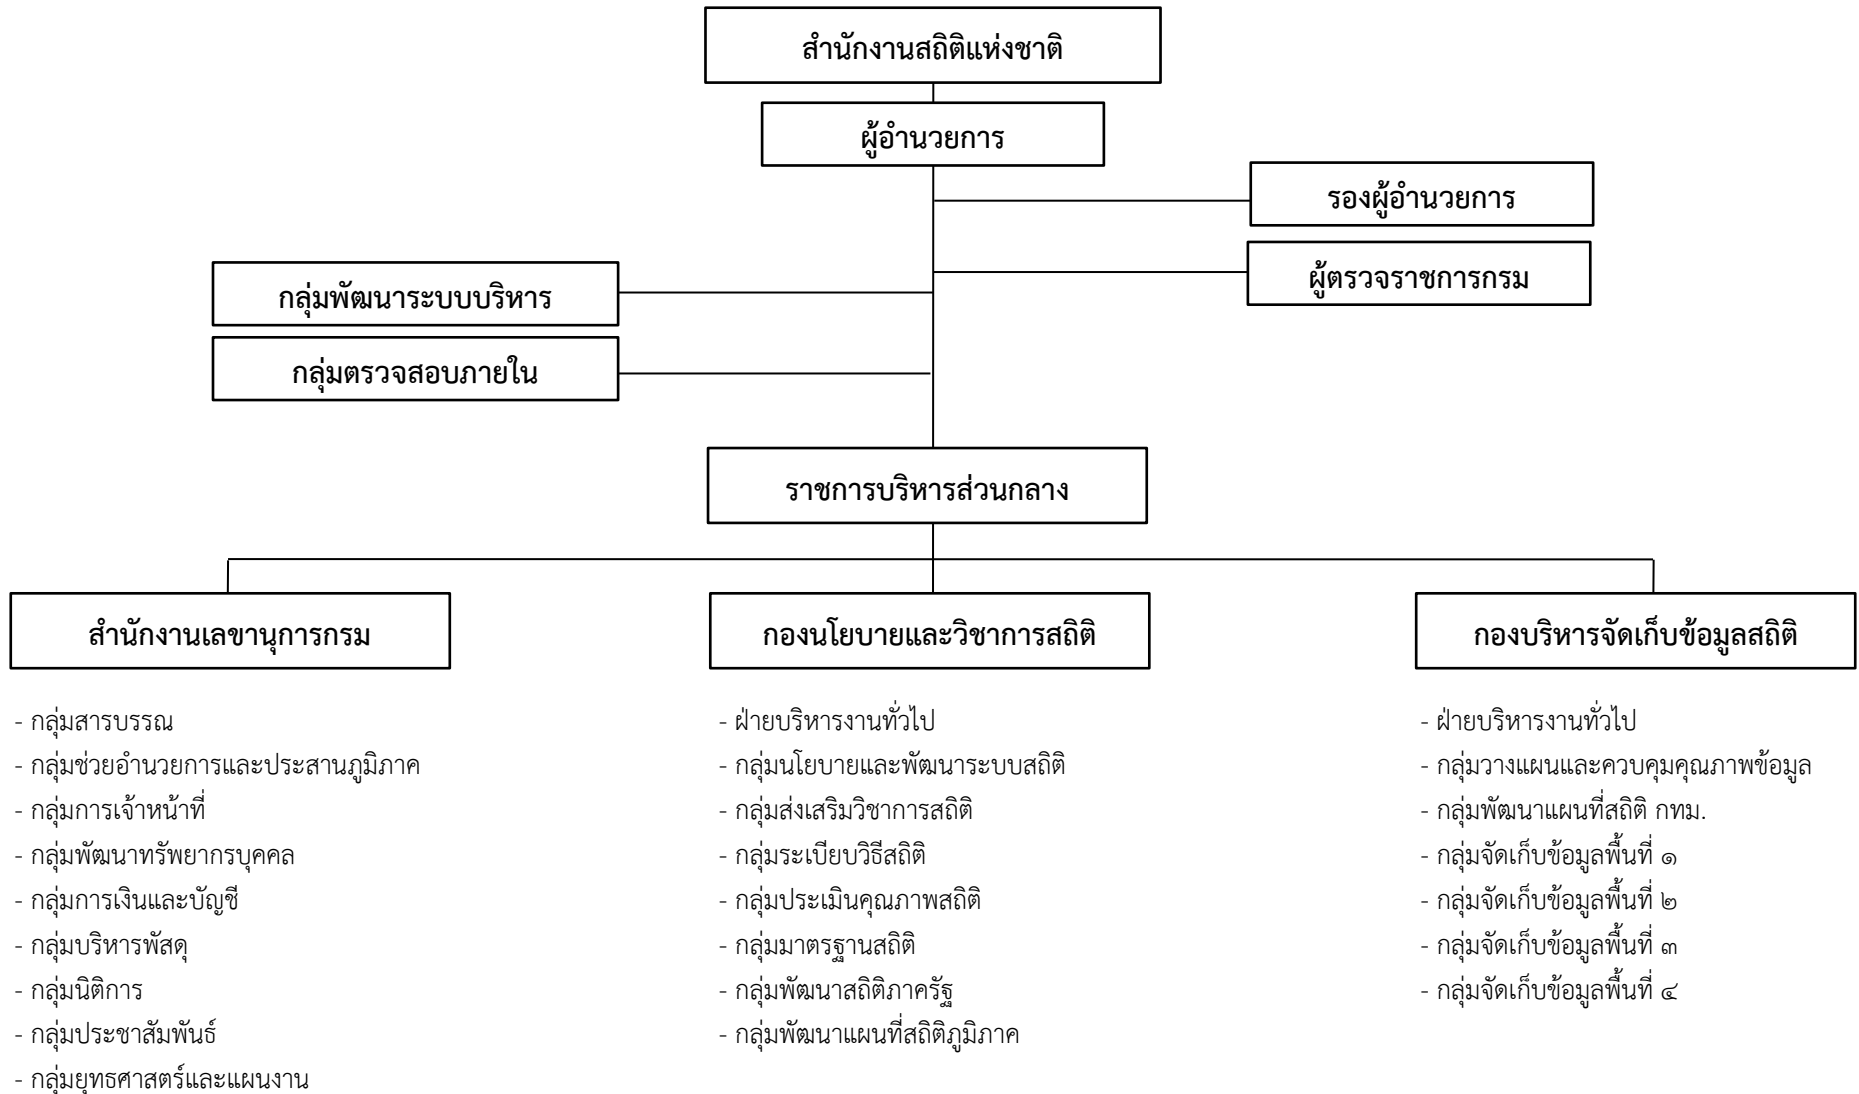 สำนักงานสถิติแห่งชาติ
ผู้อำนวยการ
รองผู้อำนวยการ
ผู้ตรวจราชการกรม
กลุ่มพัฒนาระบบบริหาร
กลุ่มตรวจสอบภายใน
ราชการบริหารส่วนกลาง
สำนักงานเลขานุการกรม
- กลุ่มสารบรรณ
- กลุ่มช่วยอำนวยการและประสานภูมิภาค
- กลุ่มการเจ้าหน้าที่
- กลุ่มพัฒนาทรัพยากรบุคคล
- กลุ่มการเงินและบัญชี
- กลุ่มบริหารพัสดุ
- กลุ่มนิติการ
- กลุ่มประชาสัมพันธ์
- กลุ่มยุทธศาสตร์และแผนงาน
กองนโยบายและวิชาการสถิติ
- ฝ่ายบริหารงานทั่วไป
- กลุ่มนโยบายและพัฒนาระบบสถิติ
- กลุ่มส่งเสริมวิชาการสถิติ
- กลุ่มระเบียบวิธีสถิติ
- กลุ่มประเมินคุณภาพสถิติ
- กลุ่มมาตรฐานสถิติ
- กลุ่มพัฒนาสถิติภาครัฐ
- กลุ่มพัฒนาแผนที่สถิติภูมิภาค
กองบริหารจัดเก็บข้อมูลสถิติ
- ฝ่ายบริหารงานทั่วไป
- กลุ่มวางแผนและควบคุมคุณภาพข้อมูล
- กลุ่มพัฒนาแผนที่สถิติ กทม.
- กลุ่มจัดเก็บข้อมูลพื้นที่ ๑
- กลุ่มจัดเก็บข้อมูลพื้นที่ ๒
- กลุ่มจัดเก็บข้อมูลพื้นที่ ๓
- กลุ่มจัดเก็บข้อมูลพื้นที่ ๔